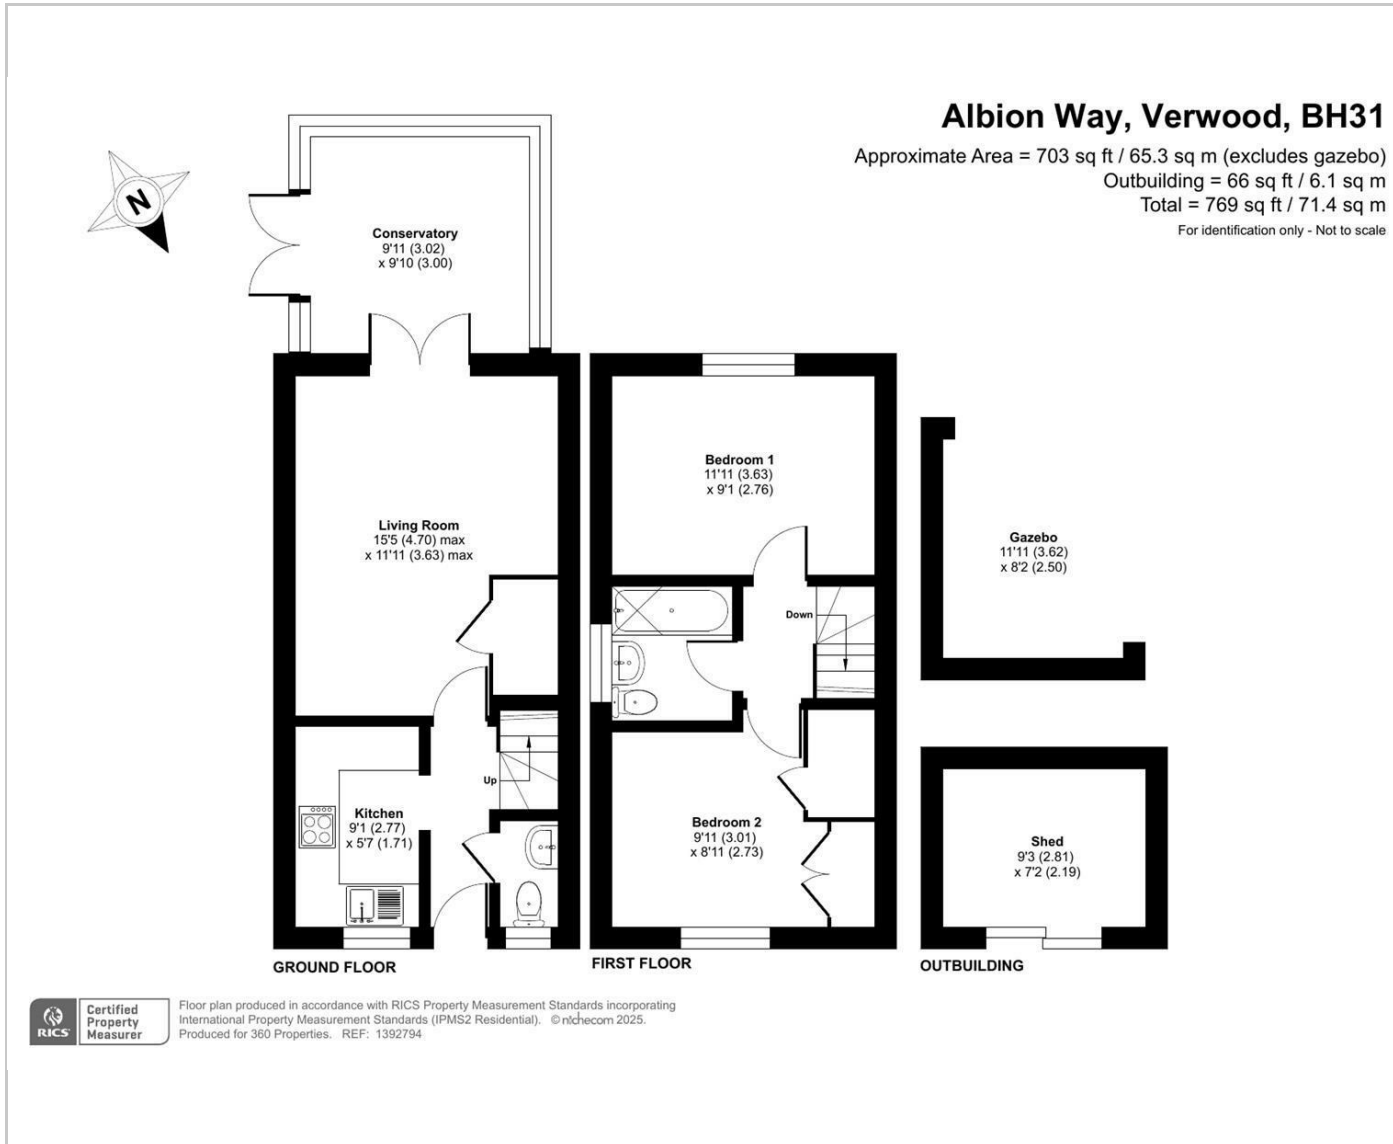 Albion Way, Verwood, BH31
Approximate Area = 703 sq ft / 65.3 sq m (excludes gazebo)
Outbuilding = 66 sq ft / 6.1 sq m
Total = 769 sq ft / 71.4 sq m
For identification only - Not to scale
N
Conservatory
9'11 (3.02)
x 9'10 (3.00)
Living Room
15'5 (4.70) max
x 11'11 (3.63) max
Up
Kitchen
9'1 (2.77)
x 5'7 (1.71)
GROUND FLOOR
Bedroom 1
11'11 (3.63)
x 9'1 (2.76)
Down
Bedroom 2
9'11 (3.01)
x 8'11 (2.73)
FIRST FLOOR
Gazebo
11'11 (3.62)
x 8'2 (2.50)
Shed
9'3 (2.81)
x 7'2 (2.19)
OUTBUILDING
RICS
Certified
Property
Measurer
Floor plan produced in accordance with RICS Property Measurement Standards incorporating
International Property Measurement Standards (IPMS2 Residential). © nichecom 2025.
Produced for 360 Properties. REF: 1392794